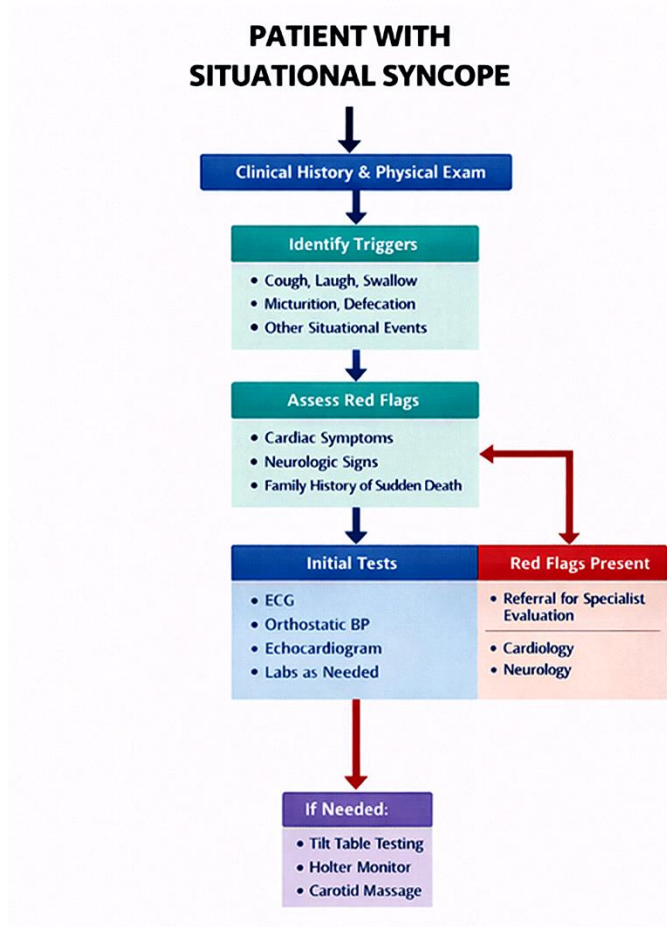 PATIENT WITH
SITUATIONAL SYNCOPE
Clinical History & Physical Exam
Identify Triggers
• Cough, Laugh, Swallow
• Micturition, Defecation
• Other Situational Events
Assess Red Flags
• Cardiac Symptoms
• Neurologic Signs
• Family History of Sudden Death
Initial Tests
• ECG
• Orthostatic BP
• Echocardiogram
• Labs as Needed
Red Flags Present
• Referral for Specialist
Evaluation
• Cardiology
• Neurology
If Needed:
• Tilt Table Testing
• Holter Monitor
• Carotid Massage